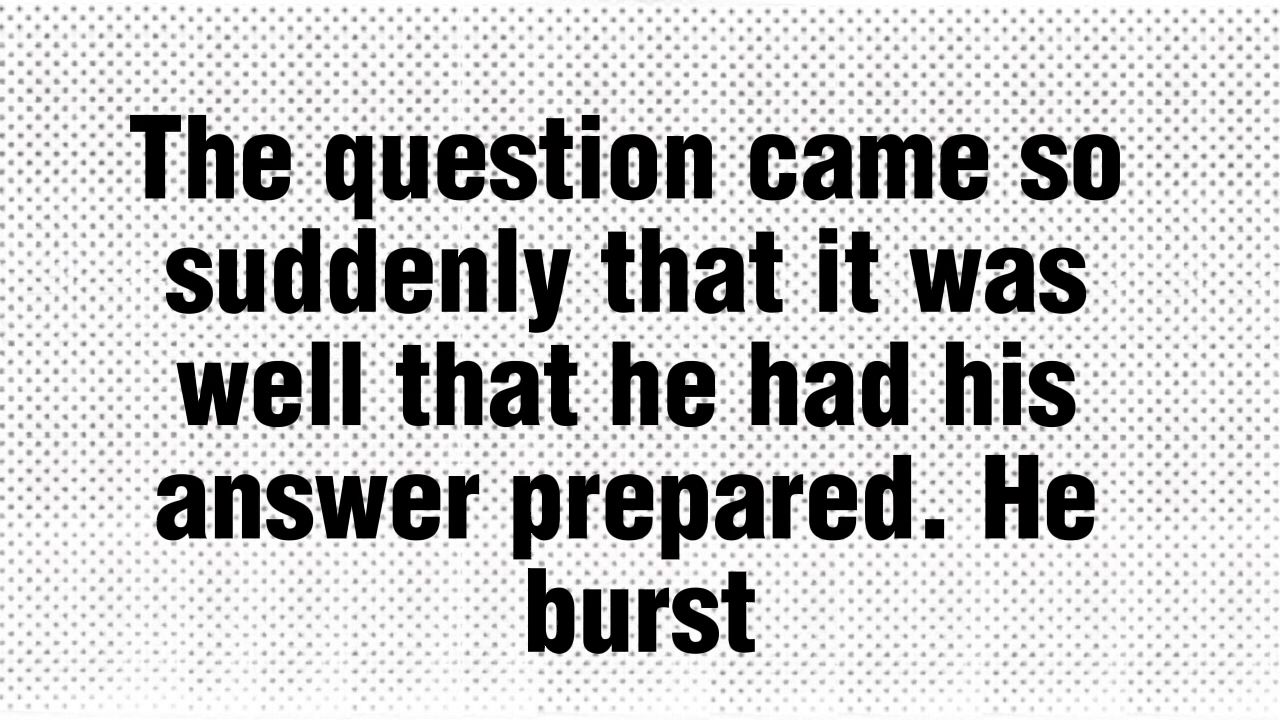 The question came so
suddenly that it was
well that he had his
answer prepared. He
burst